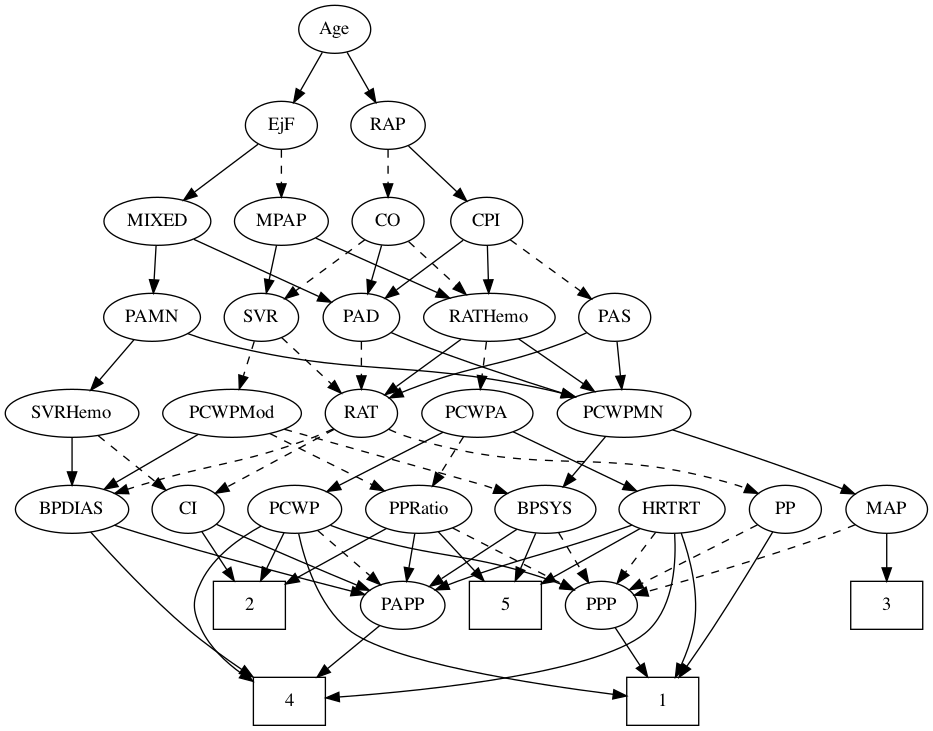 Age
EjF
RAP
MIXED
MPAP
CO
CPI
PAMN
SVR
PAD
RATHemo
PAS
SVRHemo
PCWPMod
RAT
PCWPA
PCWPMN
BPDIAS
CI
PCWP
PPRatio
BPSYS
HRTRT
PP
MAP
2
PAPP
5
PPP
3
4
1